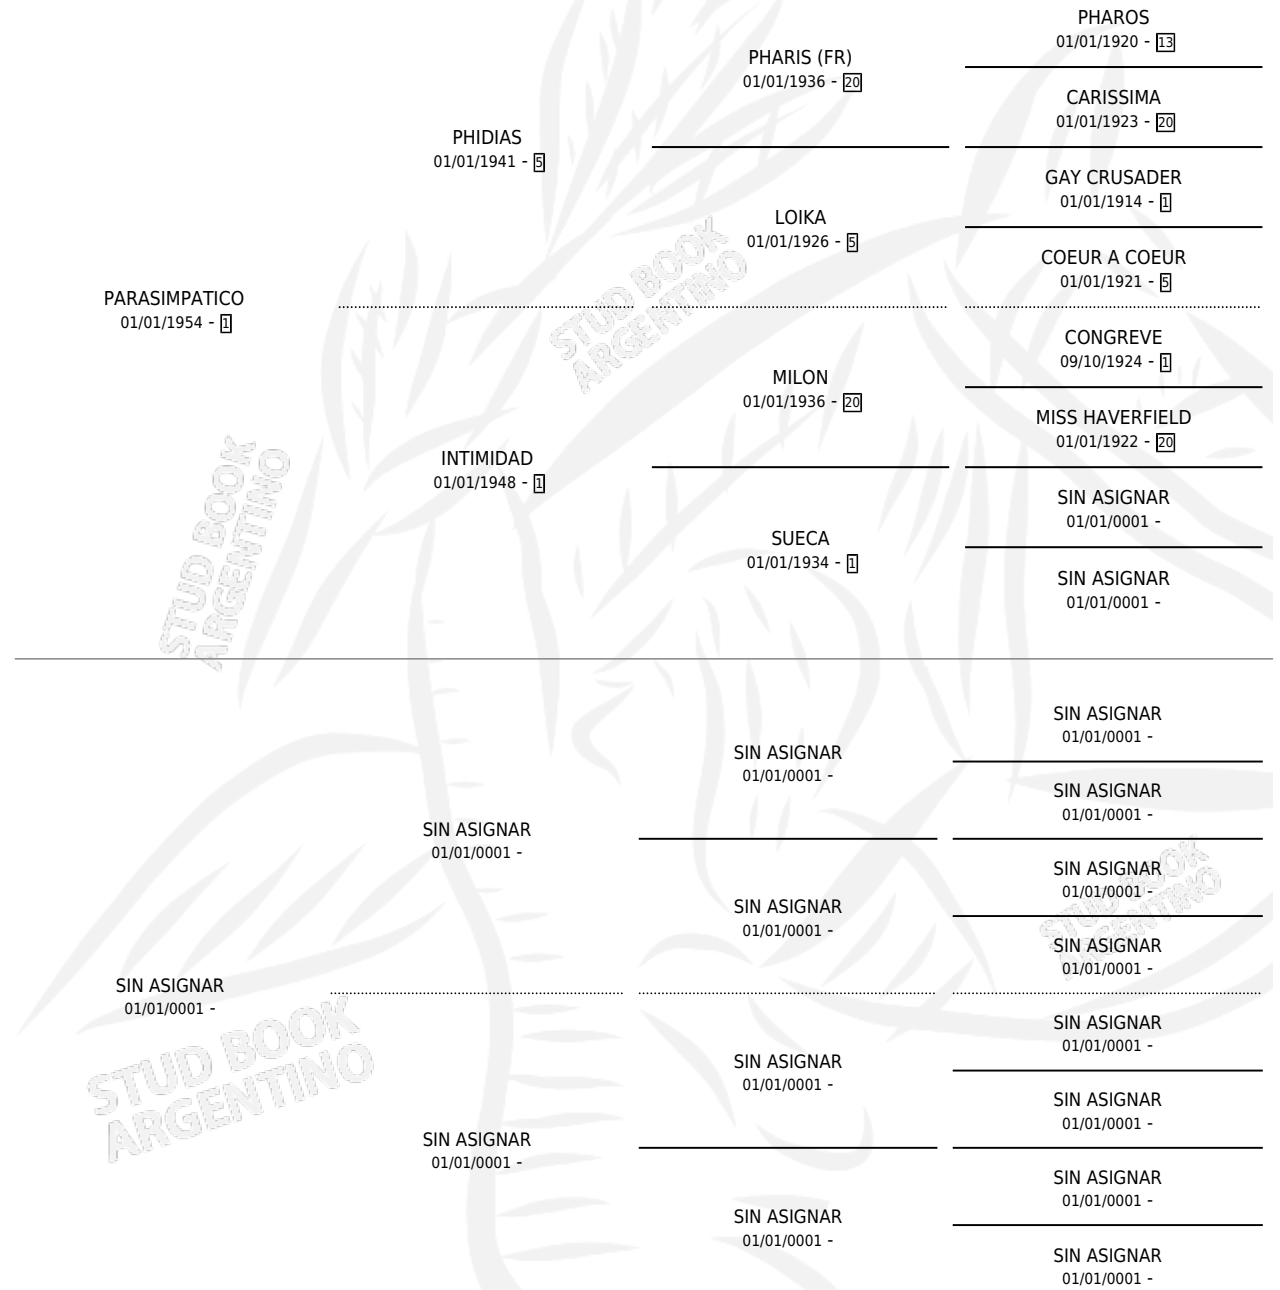 PHAROS
01/01/1920 - 13
PHARIS (FR)
01/01/1936 - 20
CARISSIMA
01/01/1923 - 20
PHIDIAS
01/01/1941 - 5
GAY CRUSADER
01/01/1914 - 1
LOIKA
01/01/1926 - 5
COEUR A COEUR
01/01/1921 - 5
PARASIMPATICO
01/01/1954 - 1
CONGREVE
09/10/1924 - 1
MILON
01/01/1936 - 20
MISS HAVERFIELD
01/01/1922 - 20
INTIMIDAD
01/01/1948 - 1
SIN ASIGNAR
01/01/0001 -
SUECA
01/01/1934 - 1
SIN ASIGNAR
01/01/0001 -
STUD BOOK
ARGENTINO
STUD BOOK
ARGENTINO
SIN ASIGNAR
01/01/0001 -
SIN ASIGNAR
01/01/0001 -
SIN ASIGNAR
01/01/0001 -
SIN ASIGNAR
01/01/0001 -
SIN ASIGNAR
01/01/0001 -
SIN ASIGNAR
01/01/0001 -
SIN ASIGNAR
01/01/0001 -
SIN ASIGNAR
01/01/0001 -
SIN ASIGNAR
01/01/0001 -
SIN ASIGNAR
01/01/0001 -
SIN ASIGNAR
01/01/0001 -
SIN ASIGNAR
01/01/0001 -
SIN ASIGNAR
01/01/0001 -
SIN ASIGNAR
01/01/0001 -
SIN ASIGNAR
01/01/0001 -
STUD BOOK
ARGENTINO
STUD BOOK
ARGENTINO